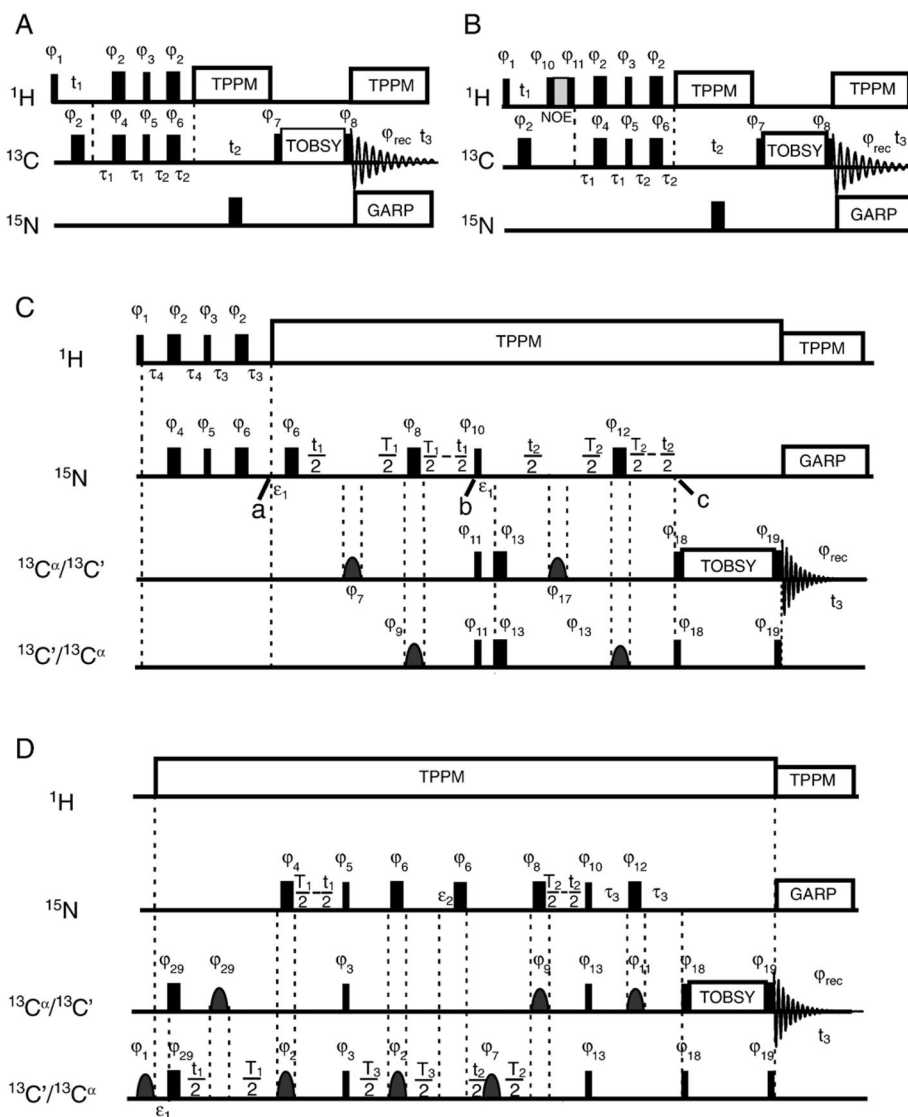 A
φ1 φ2 φ3 φ2
t1
1H TPPM TPPM
φ2 φ4 φ5 φ6 φ7 φ8
φrec t3
13C τ1 τ1 τ2 τ2 t2 TOBSY
15N GARP
B
φ1 φ10 φ11 φ2 φ3 φ2
t1
1H NOE TPPM TPPM
φ2 φ4 φ5 φ6 φ7 φ8
φrec t3
13C τ1 τ1 τ2 τ2 t2 TOBSY
15N GARP
C
φ1 φ2 φ3 φ2
1H TPPM TPPM
τ4 τ4 τ3 τ3
φ4 φ5 φ6 φ6 φ8 φ10 φ12
t1/2 T1/2 T1/2 – t1/2 t2/2 T2/2 T2/2 – t2/2
15N GARP
a ε1 b ε1 c
φ11 φ13 φ18 φ19
13Cα/13C' TOBSY φrec
φ7 φ17 t3
φ9 φ11 φ13 φ13 φ18 φ19
13C'/13Cα
D
1H TPPM TPPM
φ4 φ5 φ6 φ6 φ8 φ10 φ12
T1/2 – t1/2 ε2 T2/2 – t2/2 τ3 τ3
15N GARP
φ29 φ29 φ3 φ9 φ13 φ11 φ18 φ19
13Cα/13C' TOBSY φrec
t3
φ1 φ29 φ2 φ3 φ2 φ7 φ13 φ18 φ19
t1/2 T1/2 T3/2 T3/2 t2/2 T2/2
13C'/13Cα
ε1